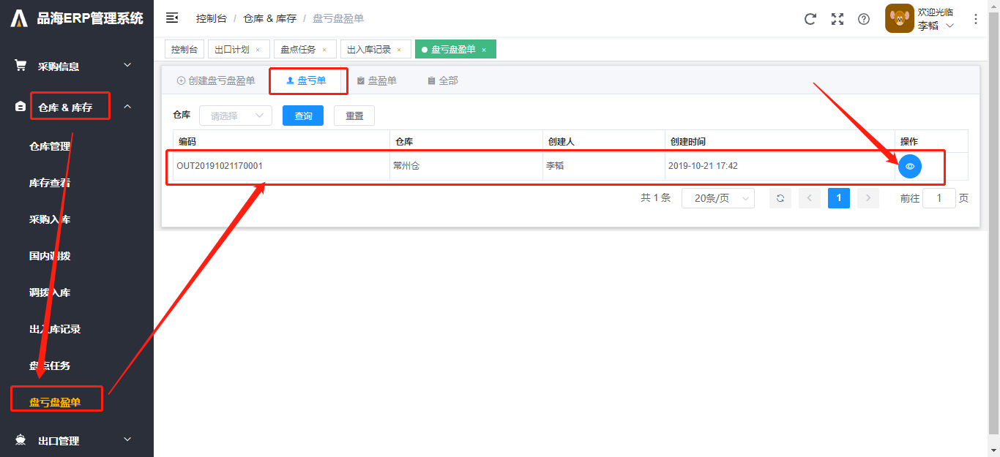 品海ERP管理系统
控制台 / 仓库 & 库存 / 盘亏盘盈单
欢迎光临
李韬
控制台
出口计划 ×
盘点任务 ×
出入库记录 ×
盘亏盘盈单 ×
采购信息
仓库 & 库存
仓库管理
库存查看
采购入库
国内调拨
调拨入库
出入库记录
盘点任务
盘亏盘盈单
出口管理
创建盘亏盘盈单
盘亏单
盘盈单
全部
仓库 请选择 查询 重置
编码 仓库 创建人 创建时间 操作
OUT20191021170001 常州仓 李韬 2019-10-21 17:42
共 1 条 20条/页 1 前往 1 页